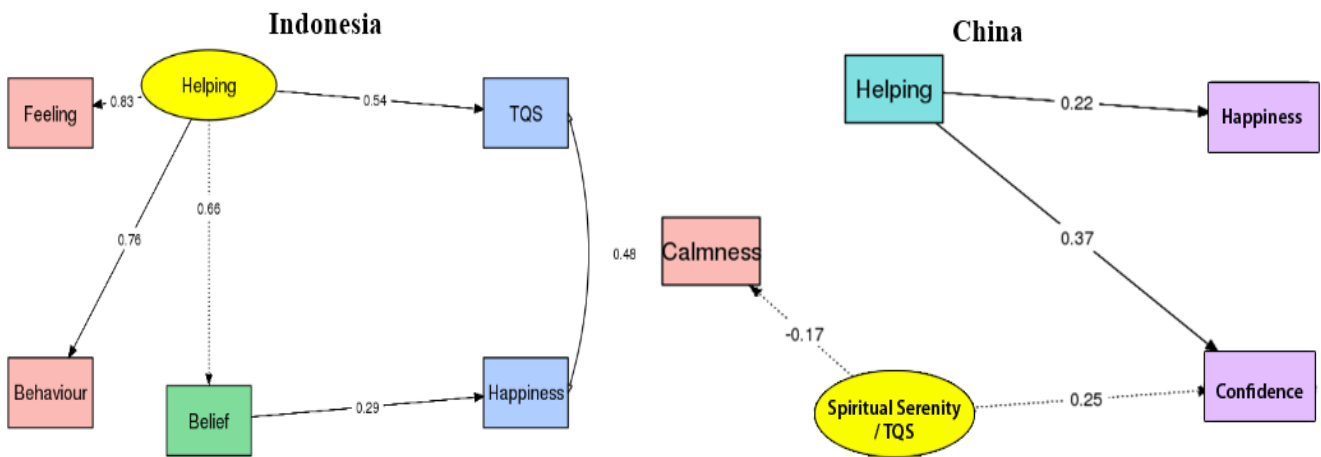 Indonesia
China
Helping
Feeling
0.83
0.54
TQS
0.66
0.76
0.48
Behaviour
Belief
0.29
Happiness
Helping
0.22
Happiness
0.37
Calmness
-0.17
Spiritual Serenity
/ TQS
0.25
Confidence